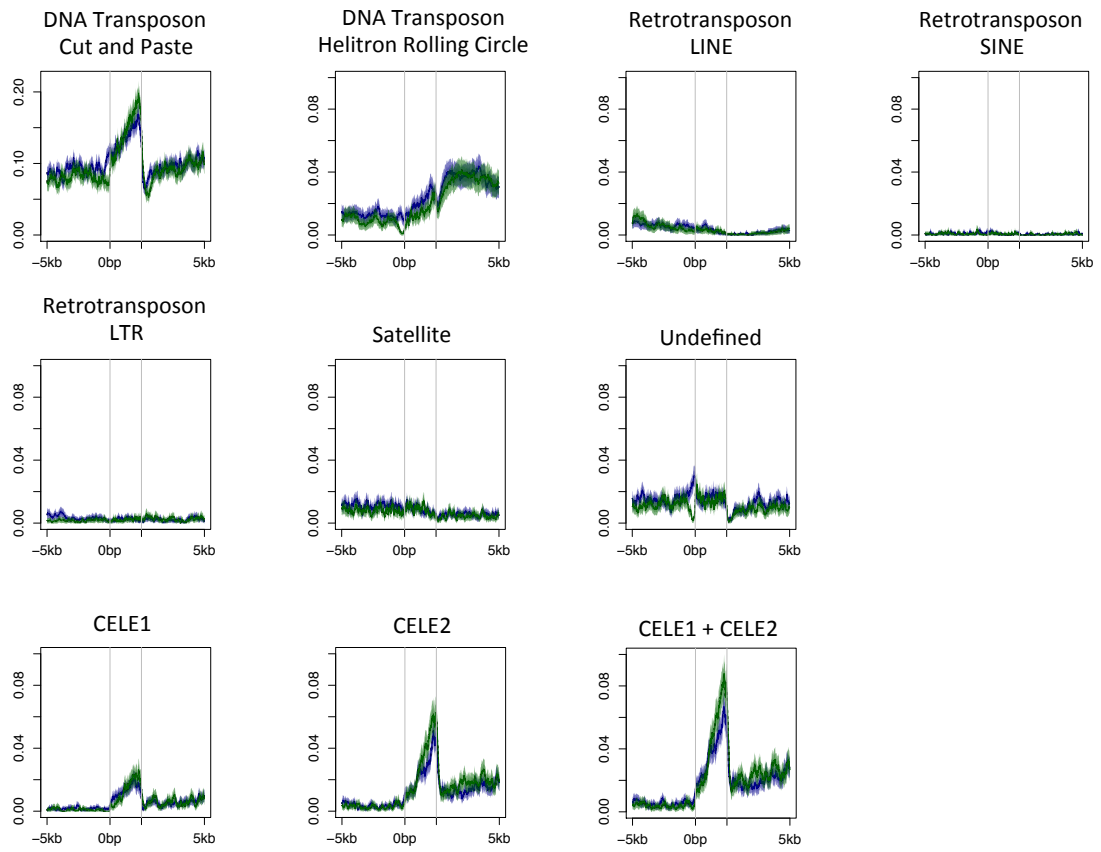 DNA Transposon
Cut and Paste
DNA Transposon
Helitron Rolling Circle
Retrotransposon
LINE
Retrotransposon
SINE
0.20
0.10
0.00
−5kb 0bp 5kb
0.08
0.04
0.00
−5kb 0bp 5kb
0.08
0.04
0.00
−5kb 0bp 5kb
0.08
0.04
0.00
−5kb 0bp 5kb
Retrotransposon
LTR
Satellite
Undefined
0.08
0.04
0.00
−5kb 0bp 5kb
0.08
0.04
0.00
−5kb 0bp 5kb
0.08
0.04
0.00
−5kb 0bp 5kb
CELE1
CELE2
CELE1 + CELE2
0.08
0.04
0.00
−5kb 0bp 5kb
0.08
0.04
0.00
−5kb 0bp 5kb
0.08
0.04
0.00
−5kb 0bp 5kb